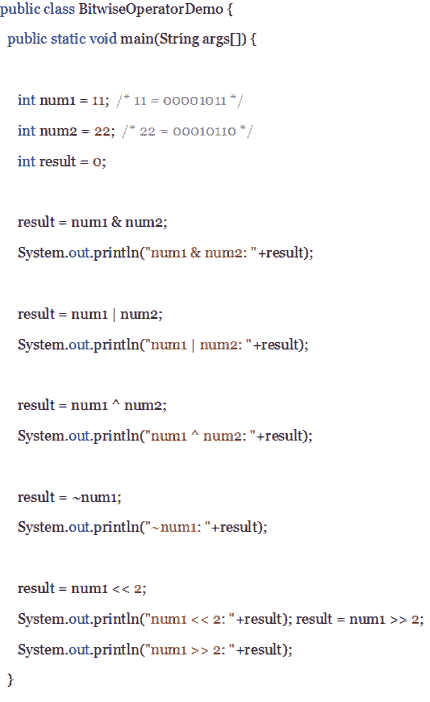 public class BitwiseOperatorDemo {
public static void main(String args[]) {
int num1 = 11; /* 11 = 00001011 */
int num2 = 22; /* 22 = 00010110 */
int result = 0;
result = num1 & num2;
System.out.println("num1 & num2: "+result);
result = num1 | num2;
System.out.println("num1 | num2: "+result);
result = num1 ^ num2;
System.out.println("num1 ^ num2: "+result);
result = ~num1;
System.out.println("~num1: "+result);
result = num1 << 2;
System.out.println("num1 << 2: "+result); result = num1 >> 2;
System.out.println("num1 >> 2: "+result);
}